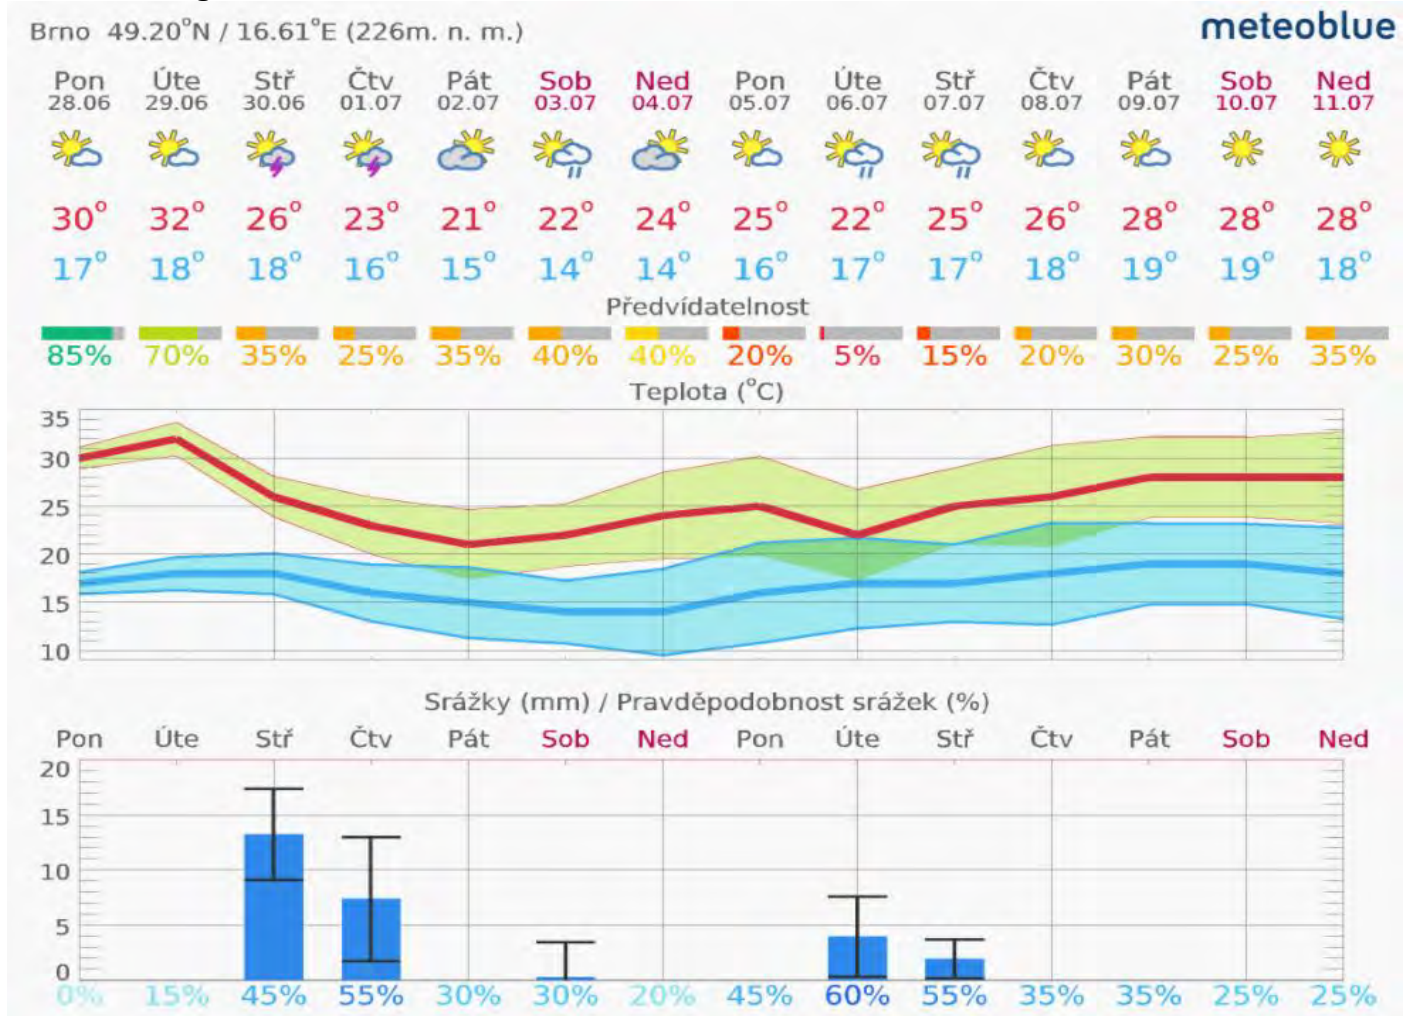 Brno 49.20°N / 16.61°E (226m. n. m.) meteoblue
Pon Úte Stř Čtv Pát Sob Ned Pon Úte Stř Čtv Pát Sob Ned
28.06 29.06 30.06 01.07 02.07 03.07 04.07 05.07 06.07 07.07 08.07 09.07 10.07 11.07
30° 32° 26° 23° 21° 22° 24° 25° 22° 25° 26° 28° 28° 28°
17° 18° 18° 16° 15° 14° 14° 16° 17° 17° 18° 19° 19° 18°
Předvídatelnost
85% 70% 35% 25% 35% 40% 40% 20% 5% 15% 20% 30% 25% 35%
Teplota (°C)
35
30
25
20
15
10
Srážky (mm) / Pravděpodobnost srážek (%)
Pon Úte Stř Čtv Pát Sob Ned Pon Úte Stř Čtv Pát Sob Ned
20
15
10
5
0
0% 15% 45% 55% 30% 30% 20% 45% 60% 55% 35% 35% 25% 25%